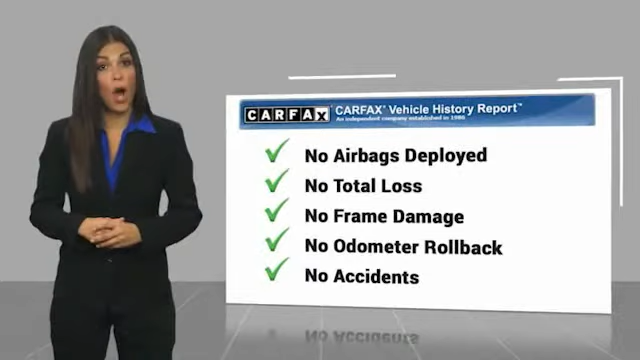 CARFAX CARFAX® Vehicle History Report™
An independent company established in 1986
No Airbags Deployed
No Total Loss
No Frame Damage
No Odometer Rollback
No Accidents